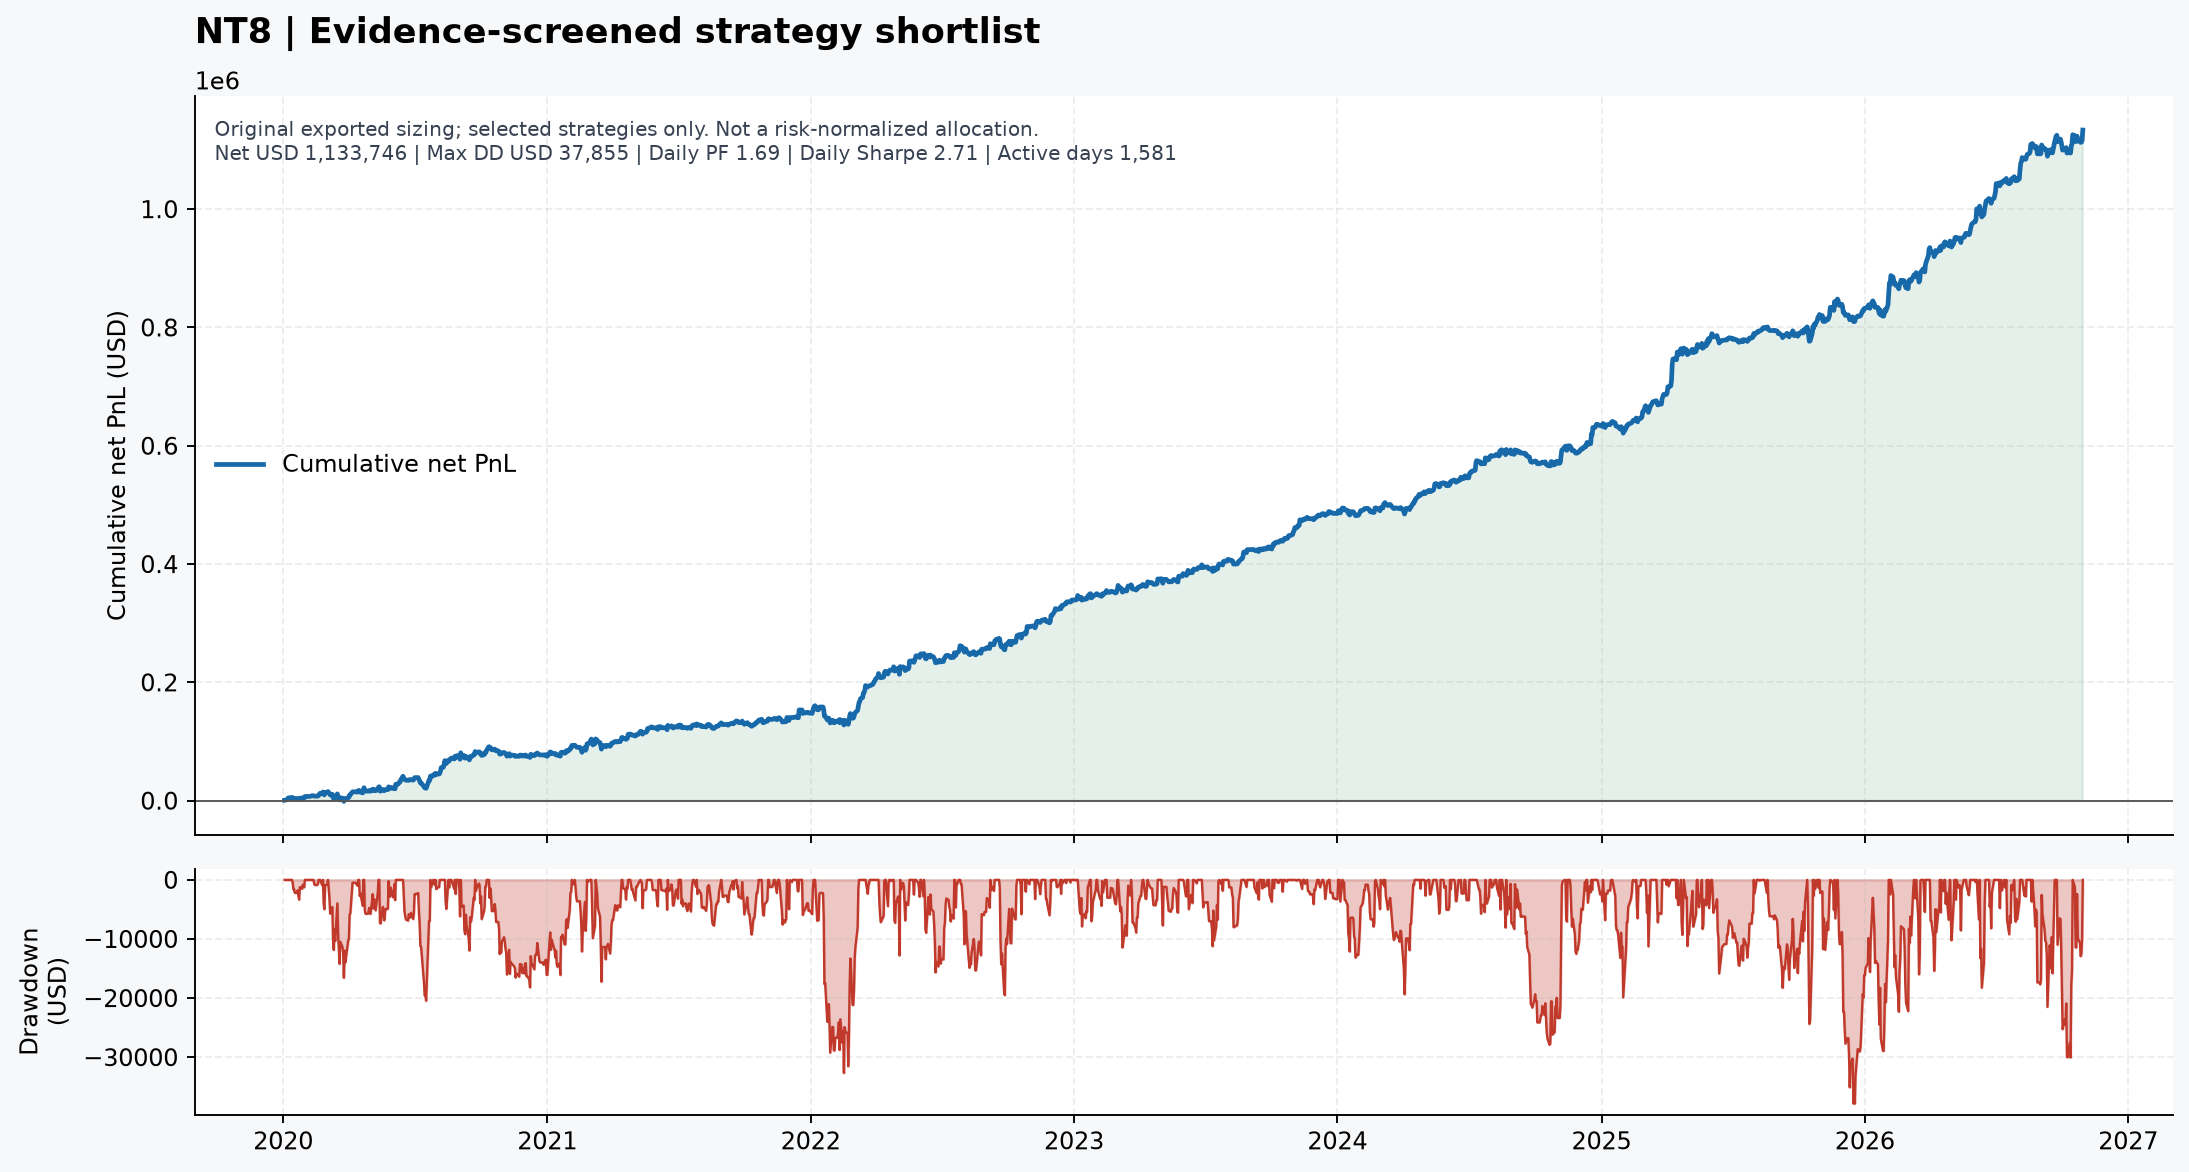 NT8 | Evidence-screened strategy shortlist
1e6
Original exported sizing; selected strategies only. Not a risk-normalized allocation.
Net USD 1,133,746 | Max DD USD 37,855 | Daily PF 1.69 | Daily Sharpe 2.71 | Active days 1,581
Cumulative net PnL (USD)
1.0
0.8
0.6
0.4
0.2
0.0
Cumulative net PnL
Drawdown
(USD)
0
−10000
−20000
−30000
2020 2021 2022 2023 2024 2025 2026 2027